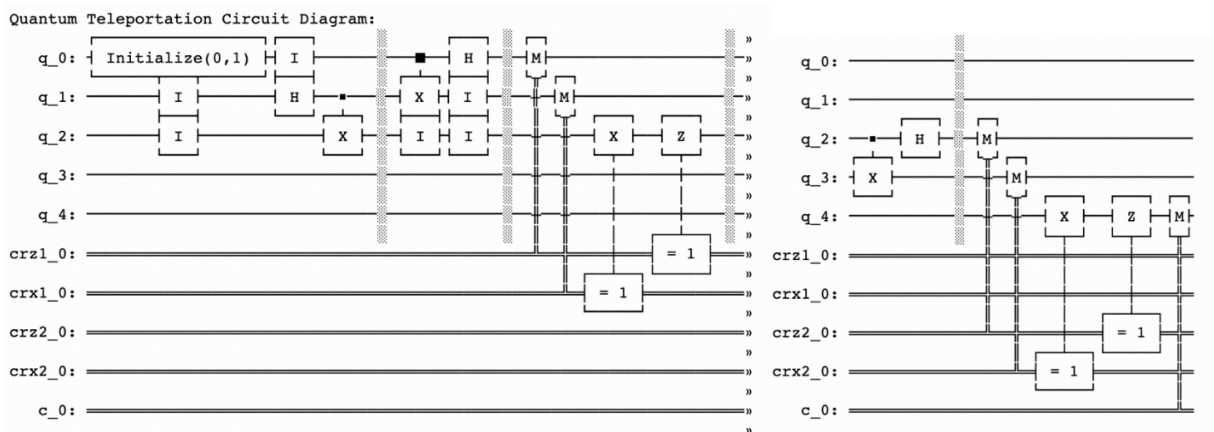 Quantum Teleportation Circuit Diagram:
q_0: Initialize(0,1) I H M »
q_1: I H X I M »
q_2: I X I I X Z »
q_3: »
q_4: »
crz1_0: = 1 »
crx1_0: = 1 »
crz2_0: »
crx2_0: »
c_0: »
q_0:
q_1:
q_2: H M
q_3: X M
q_4: X Z M
crz1_0:
crx1_0:
crz2_0: = 1
crx2_0: = 1
c_0: